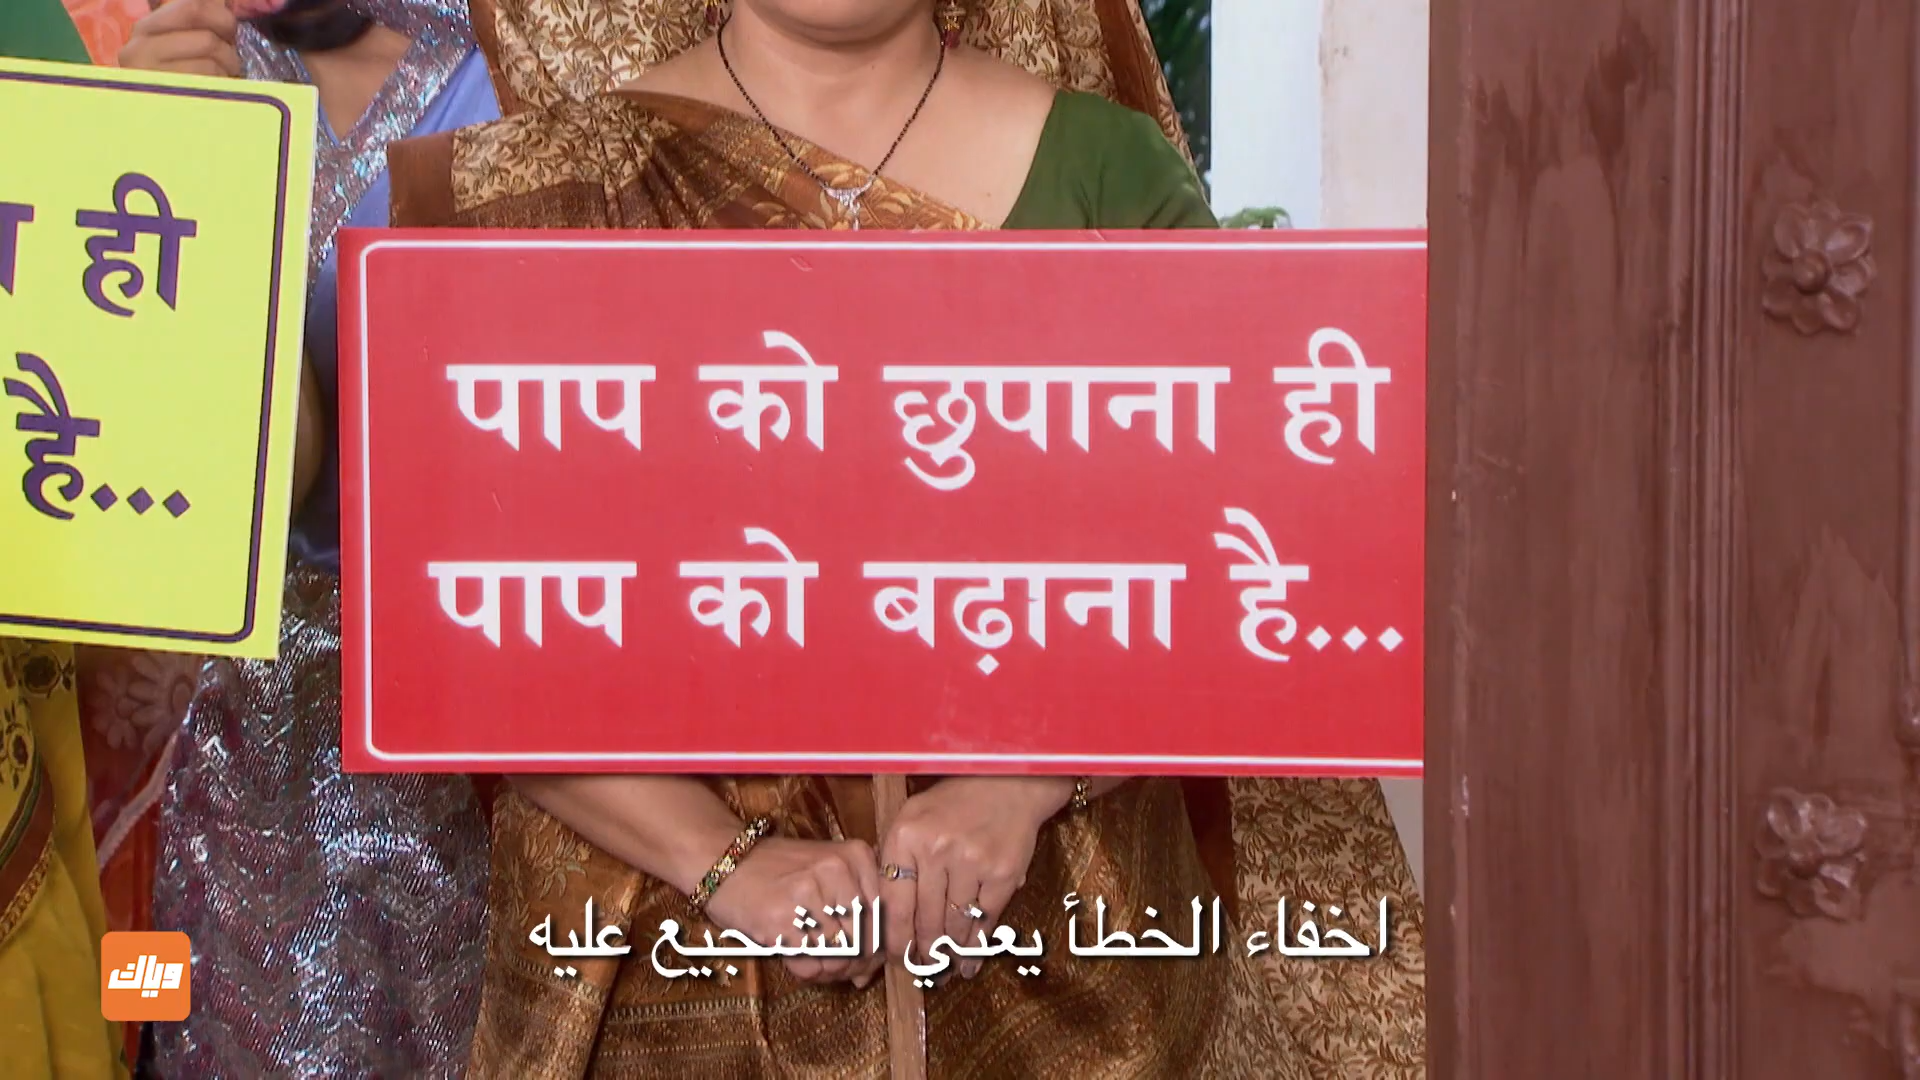 ही
है...
पाप को छुपाना ही
पाप को बढ़ाना है...
اخفاء الخطأ يعني التشجيع عليه
وياك